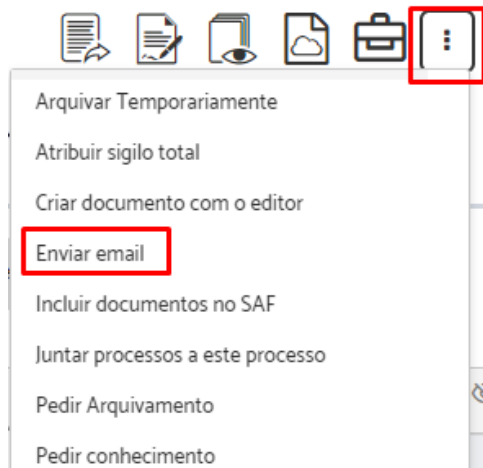 Arquivar Temporariamente
Atribuir sigilo total
Criar documento com o editor
Enviar email
Incluir documentos no SAF
Juntar processos a este processo
Pedir Arquivamento
Pedir conhecimento